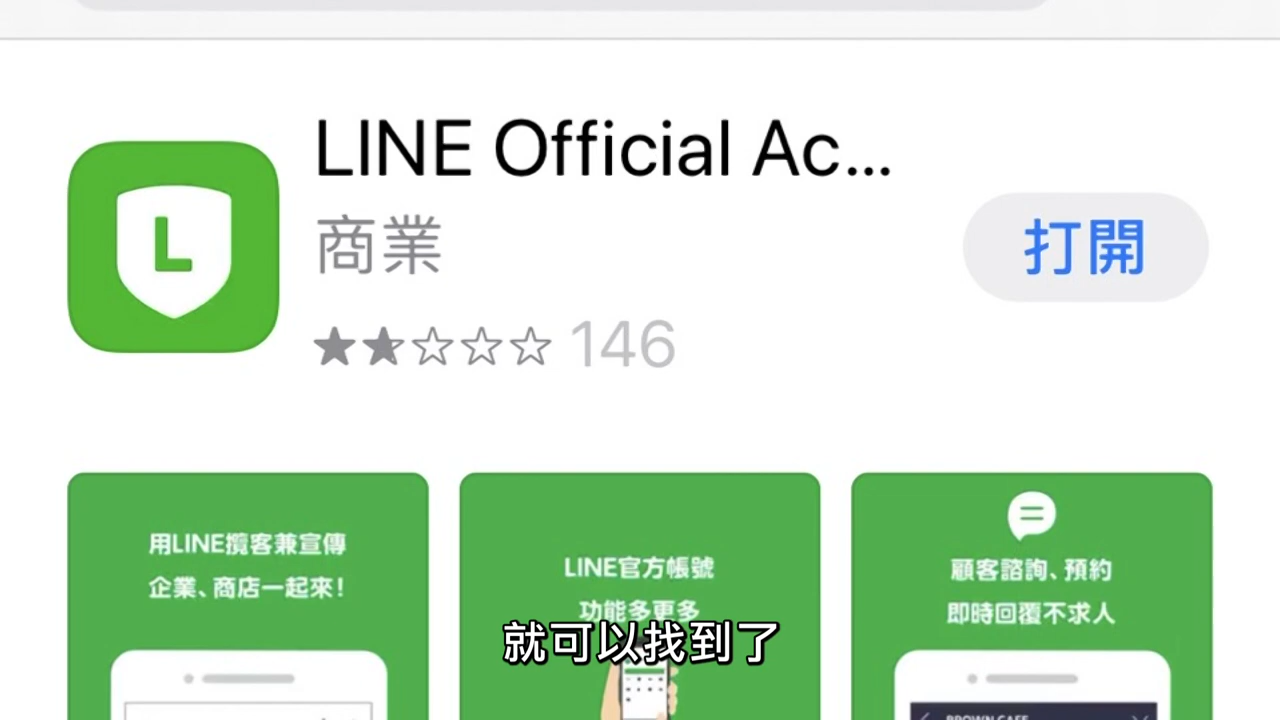 LINE Official Ac...
L
商業
打開
146
用LINE攬客兼宣傳
企業、商店一起來!
LINE官方帳號
功能多更多
顧客諮詢、預約
即時回覆不求人
就可以找到了
BROWN CAFE